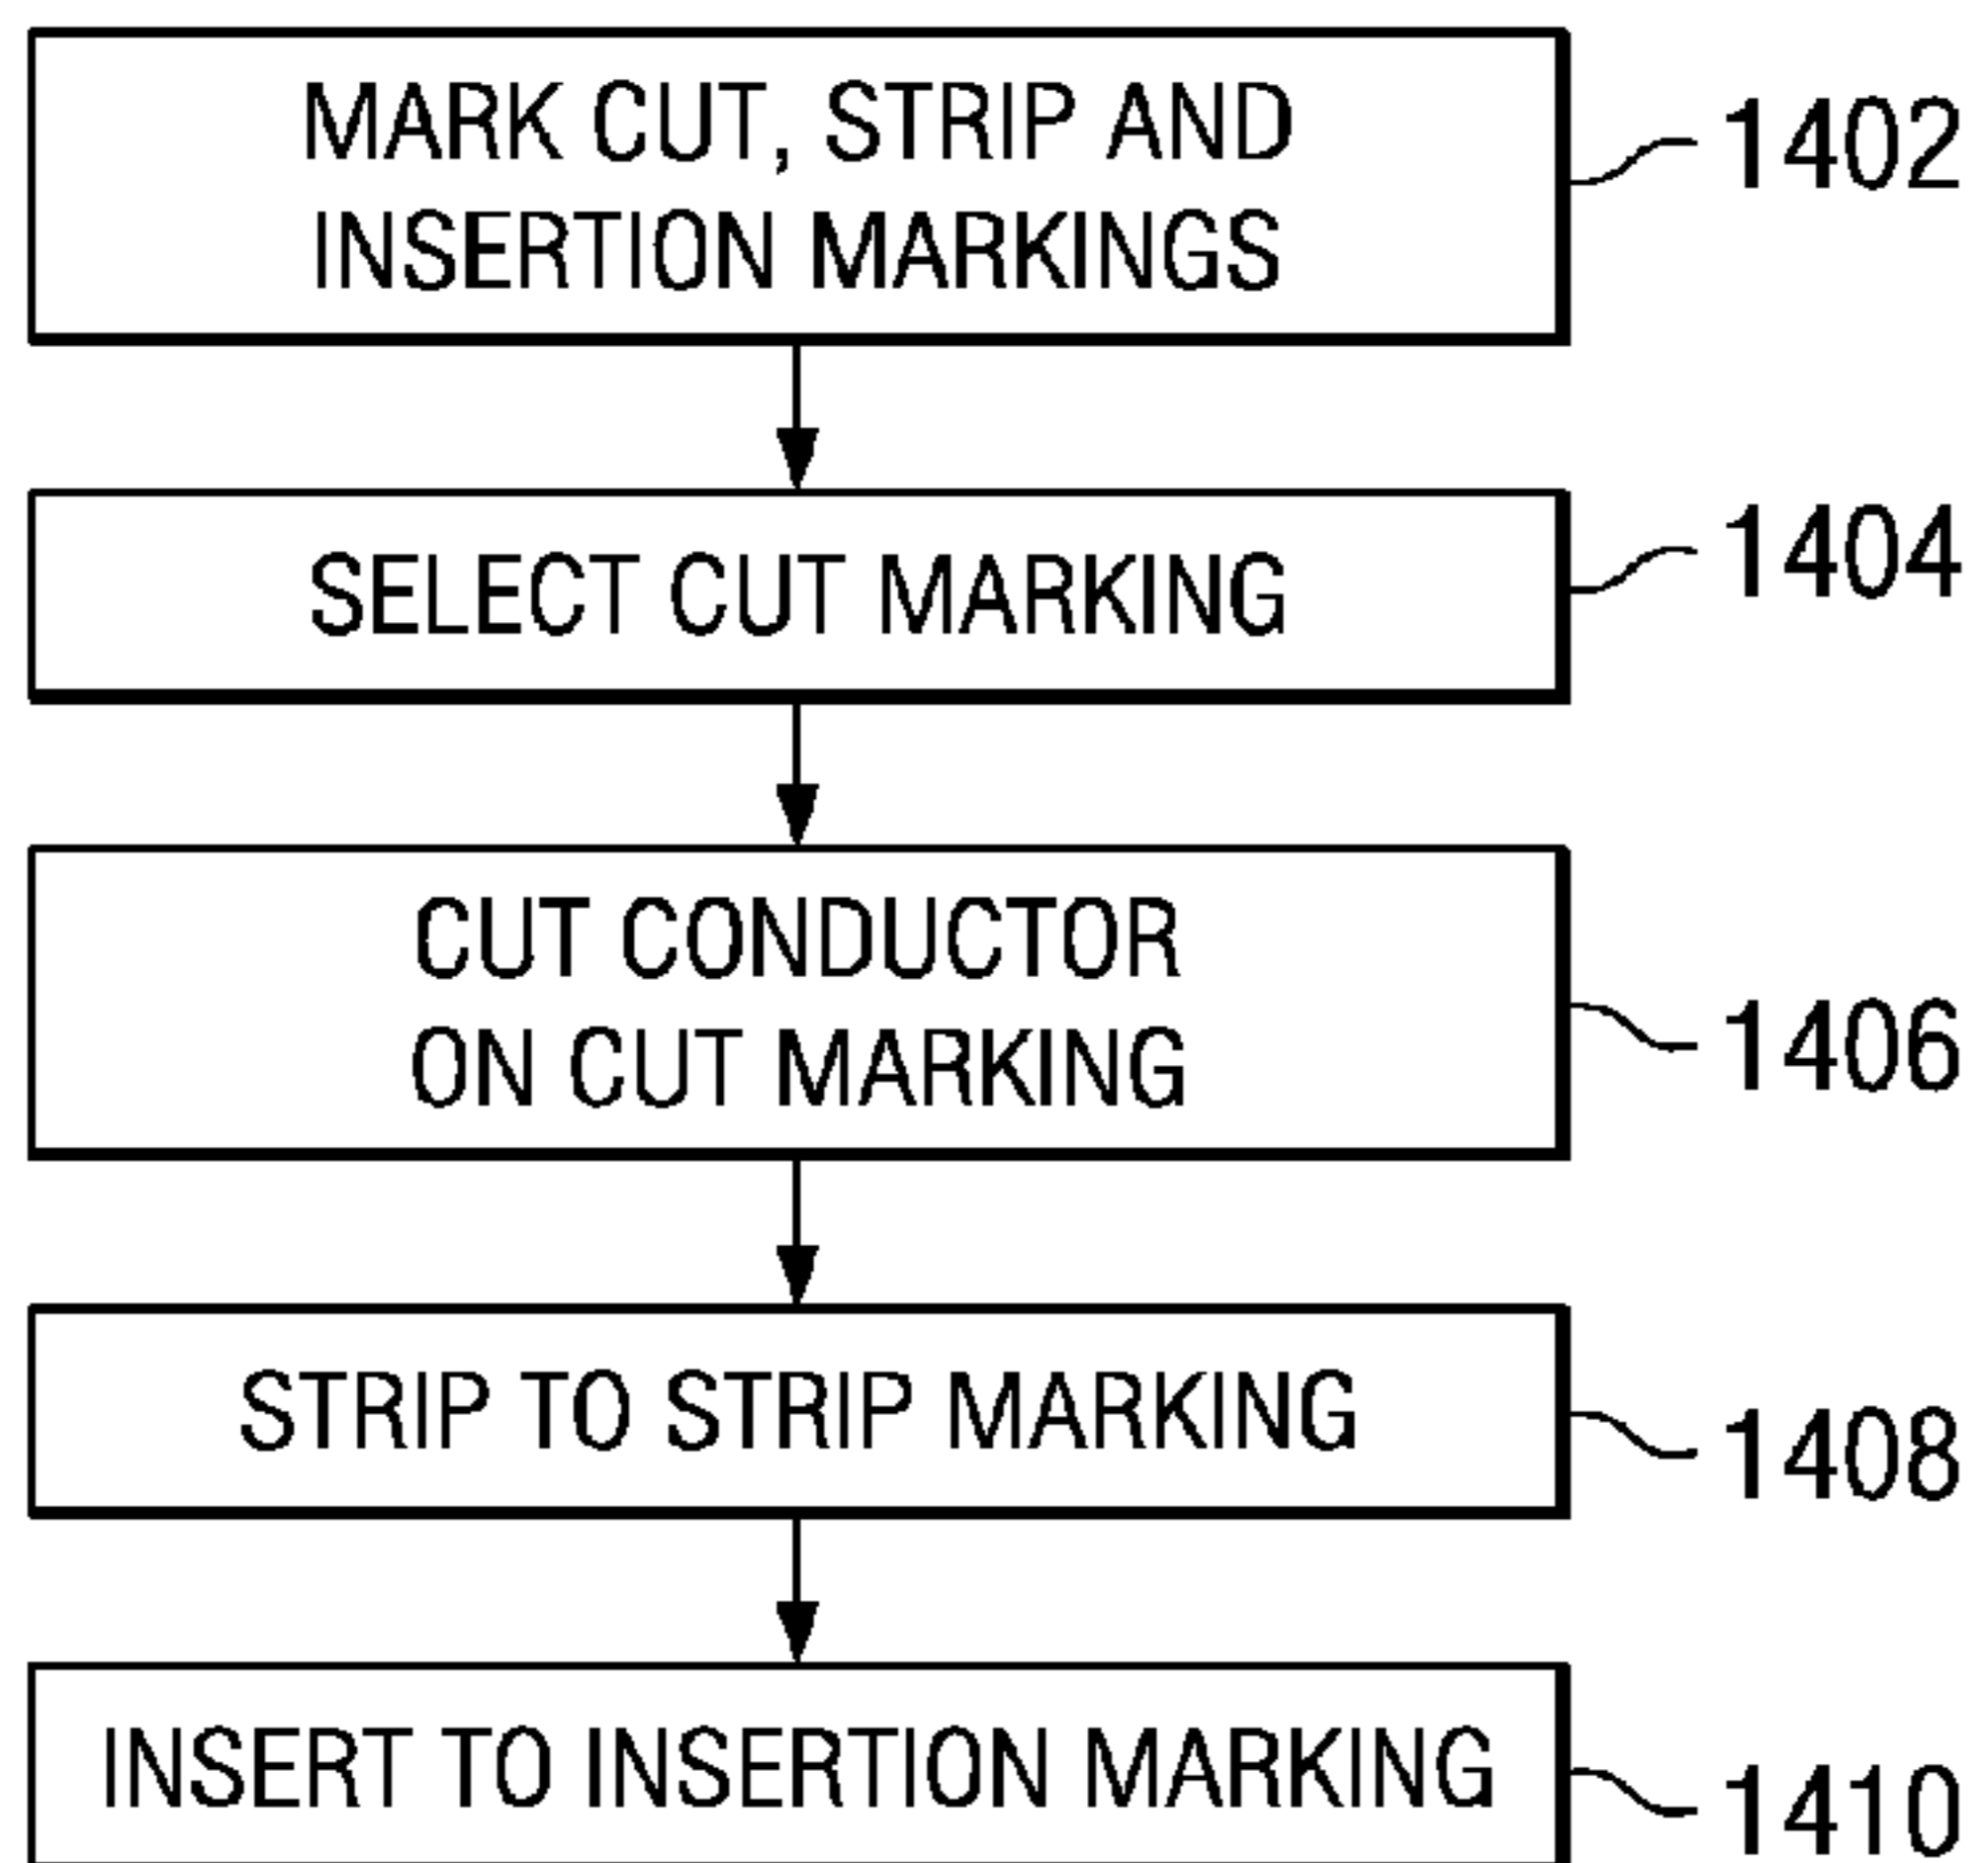 MARK CUT, STRIP AND
INSERTION MARKINGS
1402
SELECT CUT MARKING
1404
CUT CONDUCTOR
ON CUT MARKING
1406
STRIP TO STRIP MARKING
1408
INSERT TO INSERTION MARKING
1410